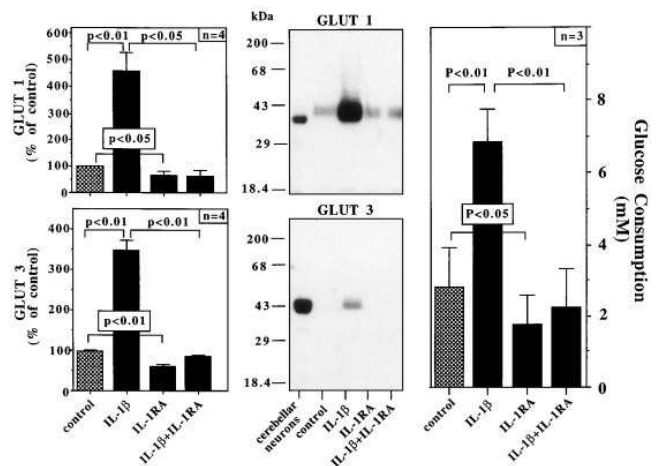 p<0.01
p<0.05
n=4
GLUT 1
(% of control)
600
500
450
400
300
200
100
0
p<0.05
p<0.01
p<0.01
n=4
GLUT 3
(% of control)
400
350
300
200
100
0
p<0.01
control
IL-1β
IL-1RA
IL-1β+IL-1RA
kDa
GLUT 1
200
68
43
29
18.4
GLUT 3
200
68
43
29
18.4
cerebellar
neurons
control
IL-1β
IL-1RA
IL-1β+IL-1RA
n=3
P<0.01
P<0.01
P<0.05
8
6
4
2
0
Glucose Consumption
(mM)
control
IL-1β
IL-1RA
IL-1β+IL-1RA